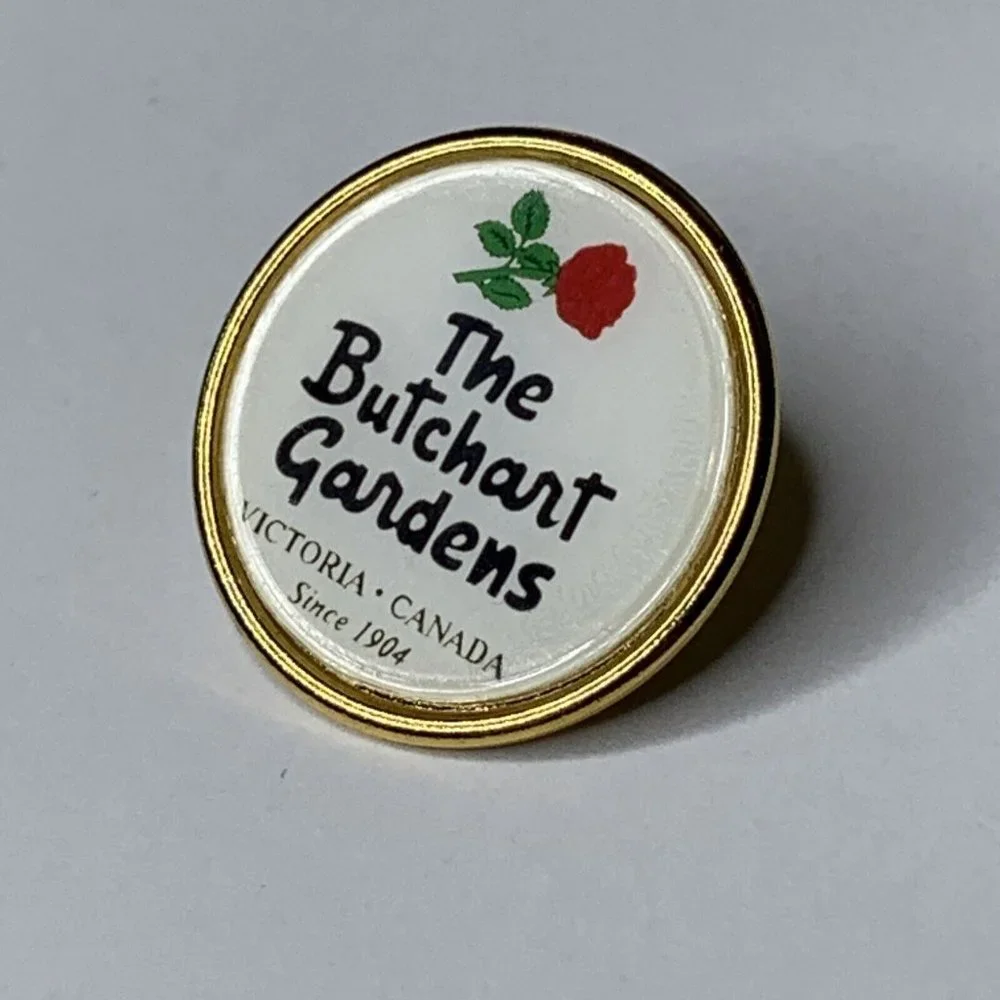 The
Butchart
Gardens
VICTORIA · CANADA
Since 1904